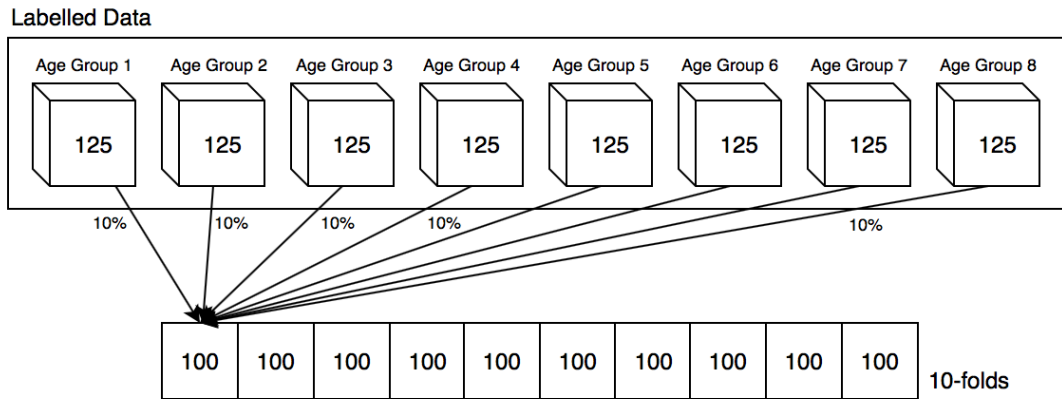 Labelled Data
Age Group 1 Age Group 2 Age Group 3 Age Group 4 Age Group 5 Age Group 6 Age Group 7 Age Group 8
125 125 125 125 125 125 125 125
10% 10% 10% 10% 10%
100 100 100 100 100 100 100 100 100 100
10-folds